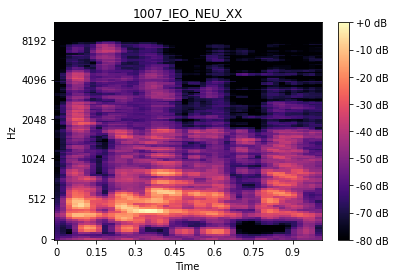 1007_IEO_NEU_XX
8192
4096
2048
1024
512
0
Hz
0
0.15
0.3
0.45
0.6
0.75
0.9
Time
+0 dB
-10 dB
-20 dB
-30 dB
-40 dB
-50 dB
-60 dB
-70 dB
-80 dB